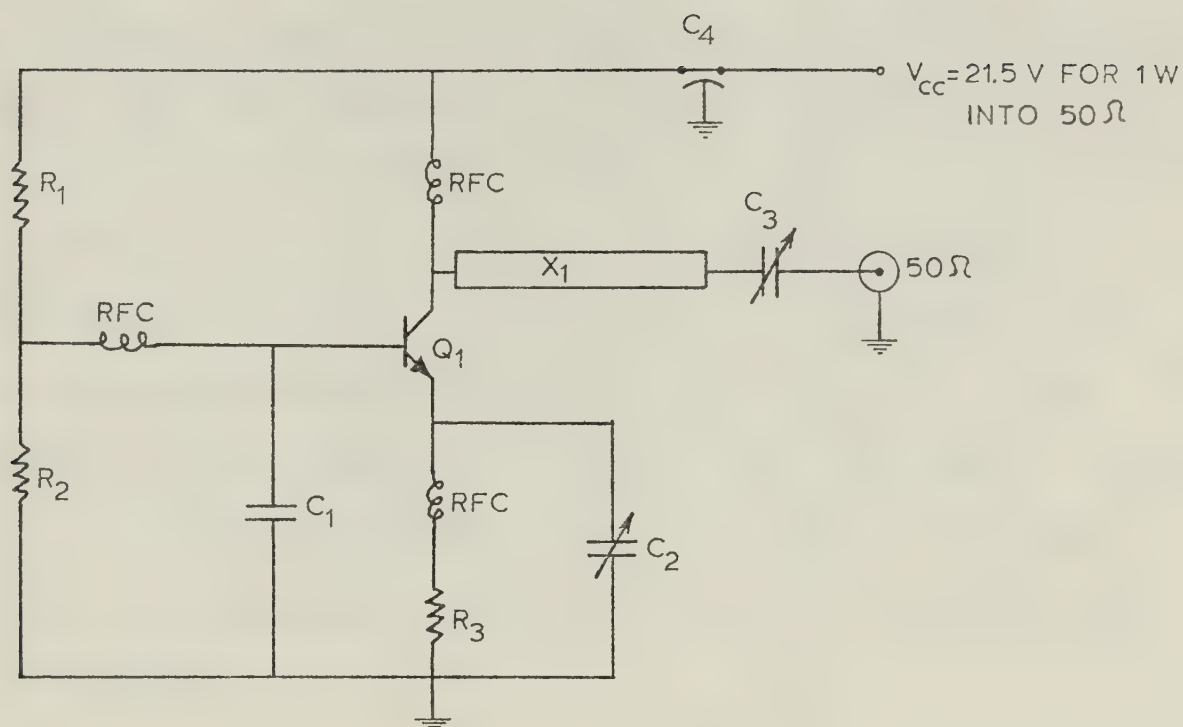 C4
VCC=21.5 V FOR 1 W
INTO 50 Ω
R1
RFC
C3
X1
50 Ω
RFC
Q1
R2
C1
RFC
C2
R3